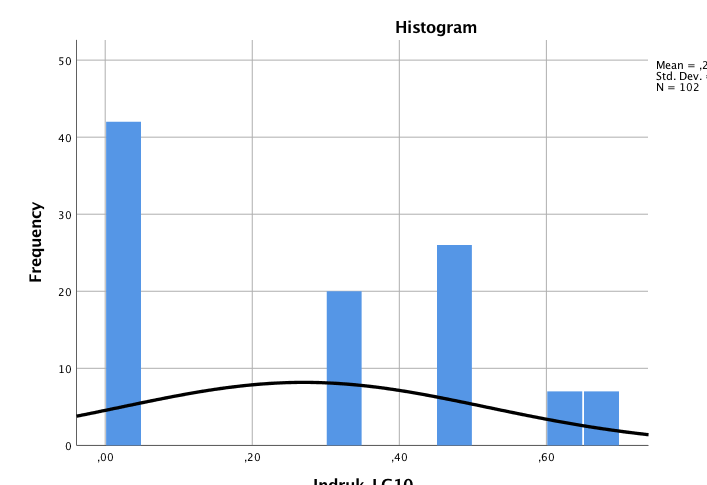 Histogram
50
40
30
20
10
0
Frequency
,00
,20
,40
,60
Mean = ,2
Std. Dev.
N = 102